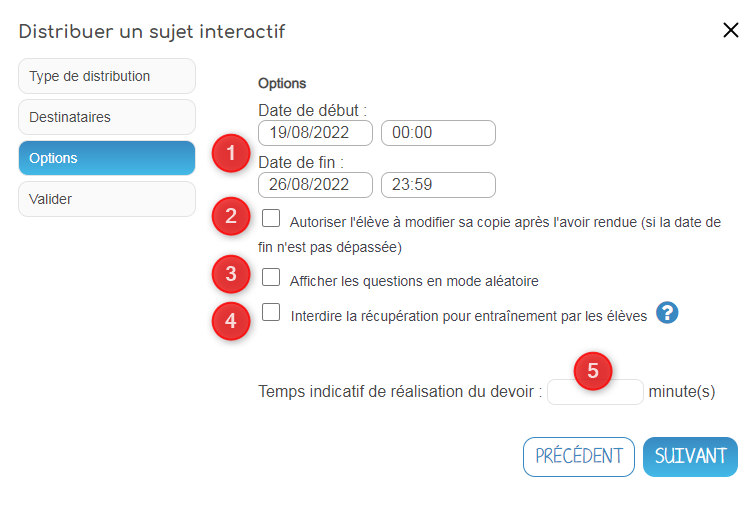 Distribuer un sujet interactif
Type de distribution
Destinataires
Options
Valider
Options
Date de début :
19/08/2022 00:00
1
Date de fin :
26/08/2022 23:59
2
Autoriser l'élève à modifier sa copie après l'avoir rendue (si la date de
fin n'est pas dépassée)
3
Afficher les questions en mode aléatoire
4
Interdire la récupération pour entraînement par les élèves ?
5
Temps indicatif de réalisation du devoir : minute(s)
PRÉCÉDENT SUIVANT